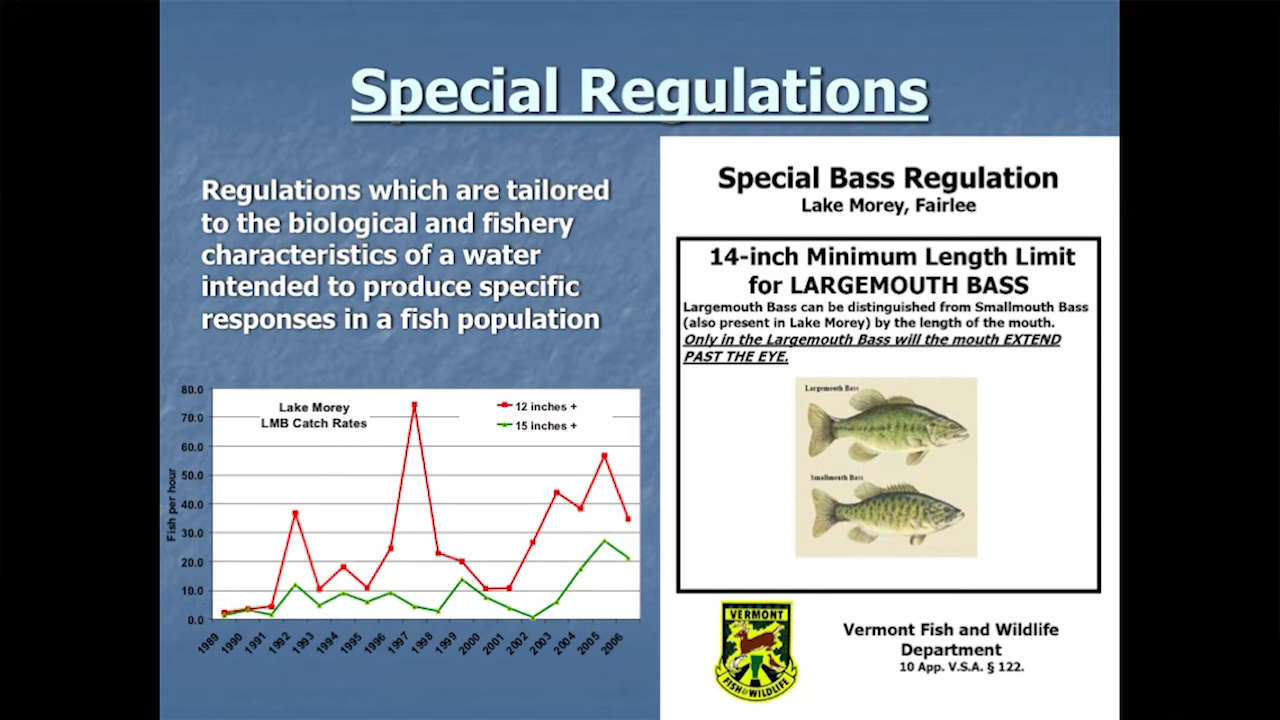 Special Regulations
Regulations which are tailored
to the biological and fishery
characteristics of a water
intended to produce specific
responses in a fish population
Lake Morey
LMB Catch Rates
12 inches +
15 inches +
Fish per hour
80.0
70.0
60.0
50.0
40.0
30.0
20.0
10.0
0.0
1989 1990 1991 1992 1993 1994 1995 1996 1997 1998 1999 2000 2001 2002 2003 2004 2005 2006
Special Bass Regulation
Lake Morey, Fairlee
14-inch Minimum Length Limit
for LARGEMOUTH BASS
Largemouth Bass can be distinguished from Smallmouth Bass
(also present in Lake Morey) by the length of the mouth.
Only in the Largemouth Bass will the mouth EXTEND
PAST THE EYE.
Largemouth Bass
Smallmouth Bass
VERMONT
FISH & WILDLIFE
Vermont Fish and Wildlife
Department
10 App. V.S.A. § 122.